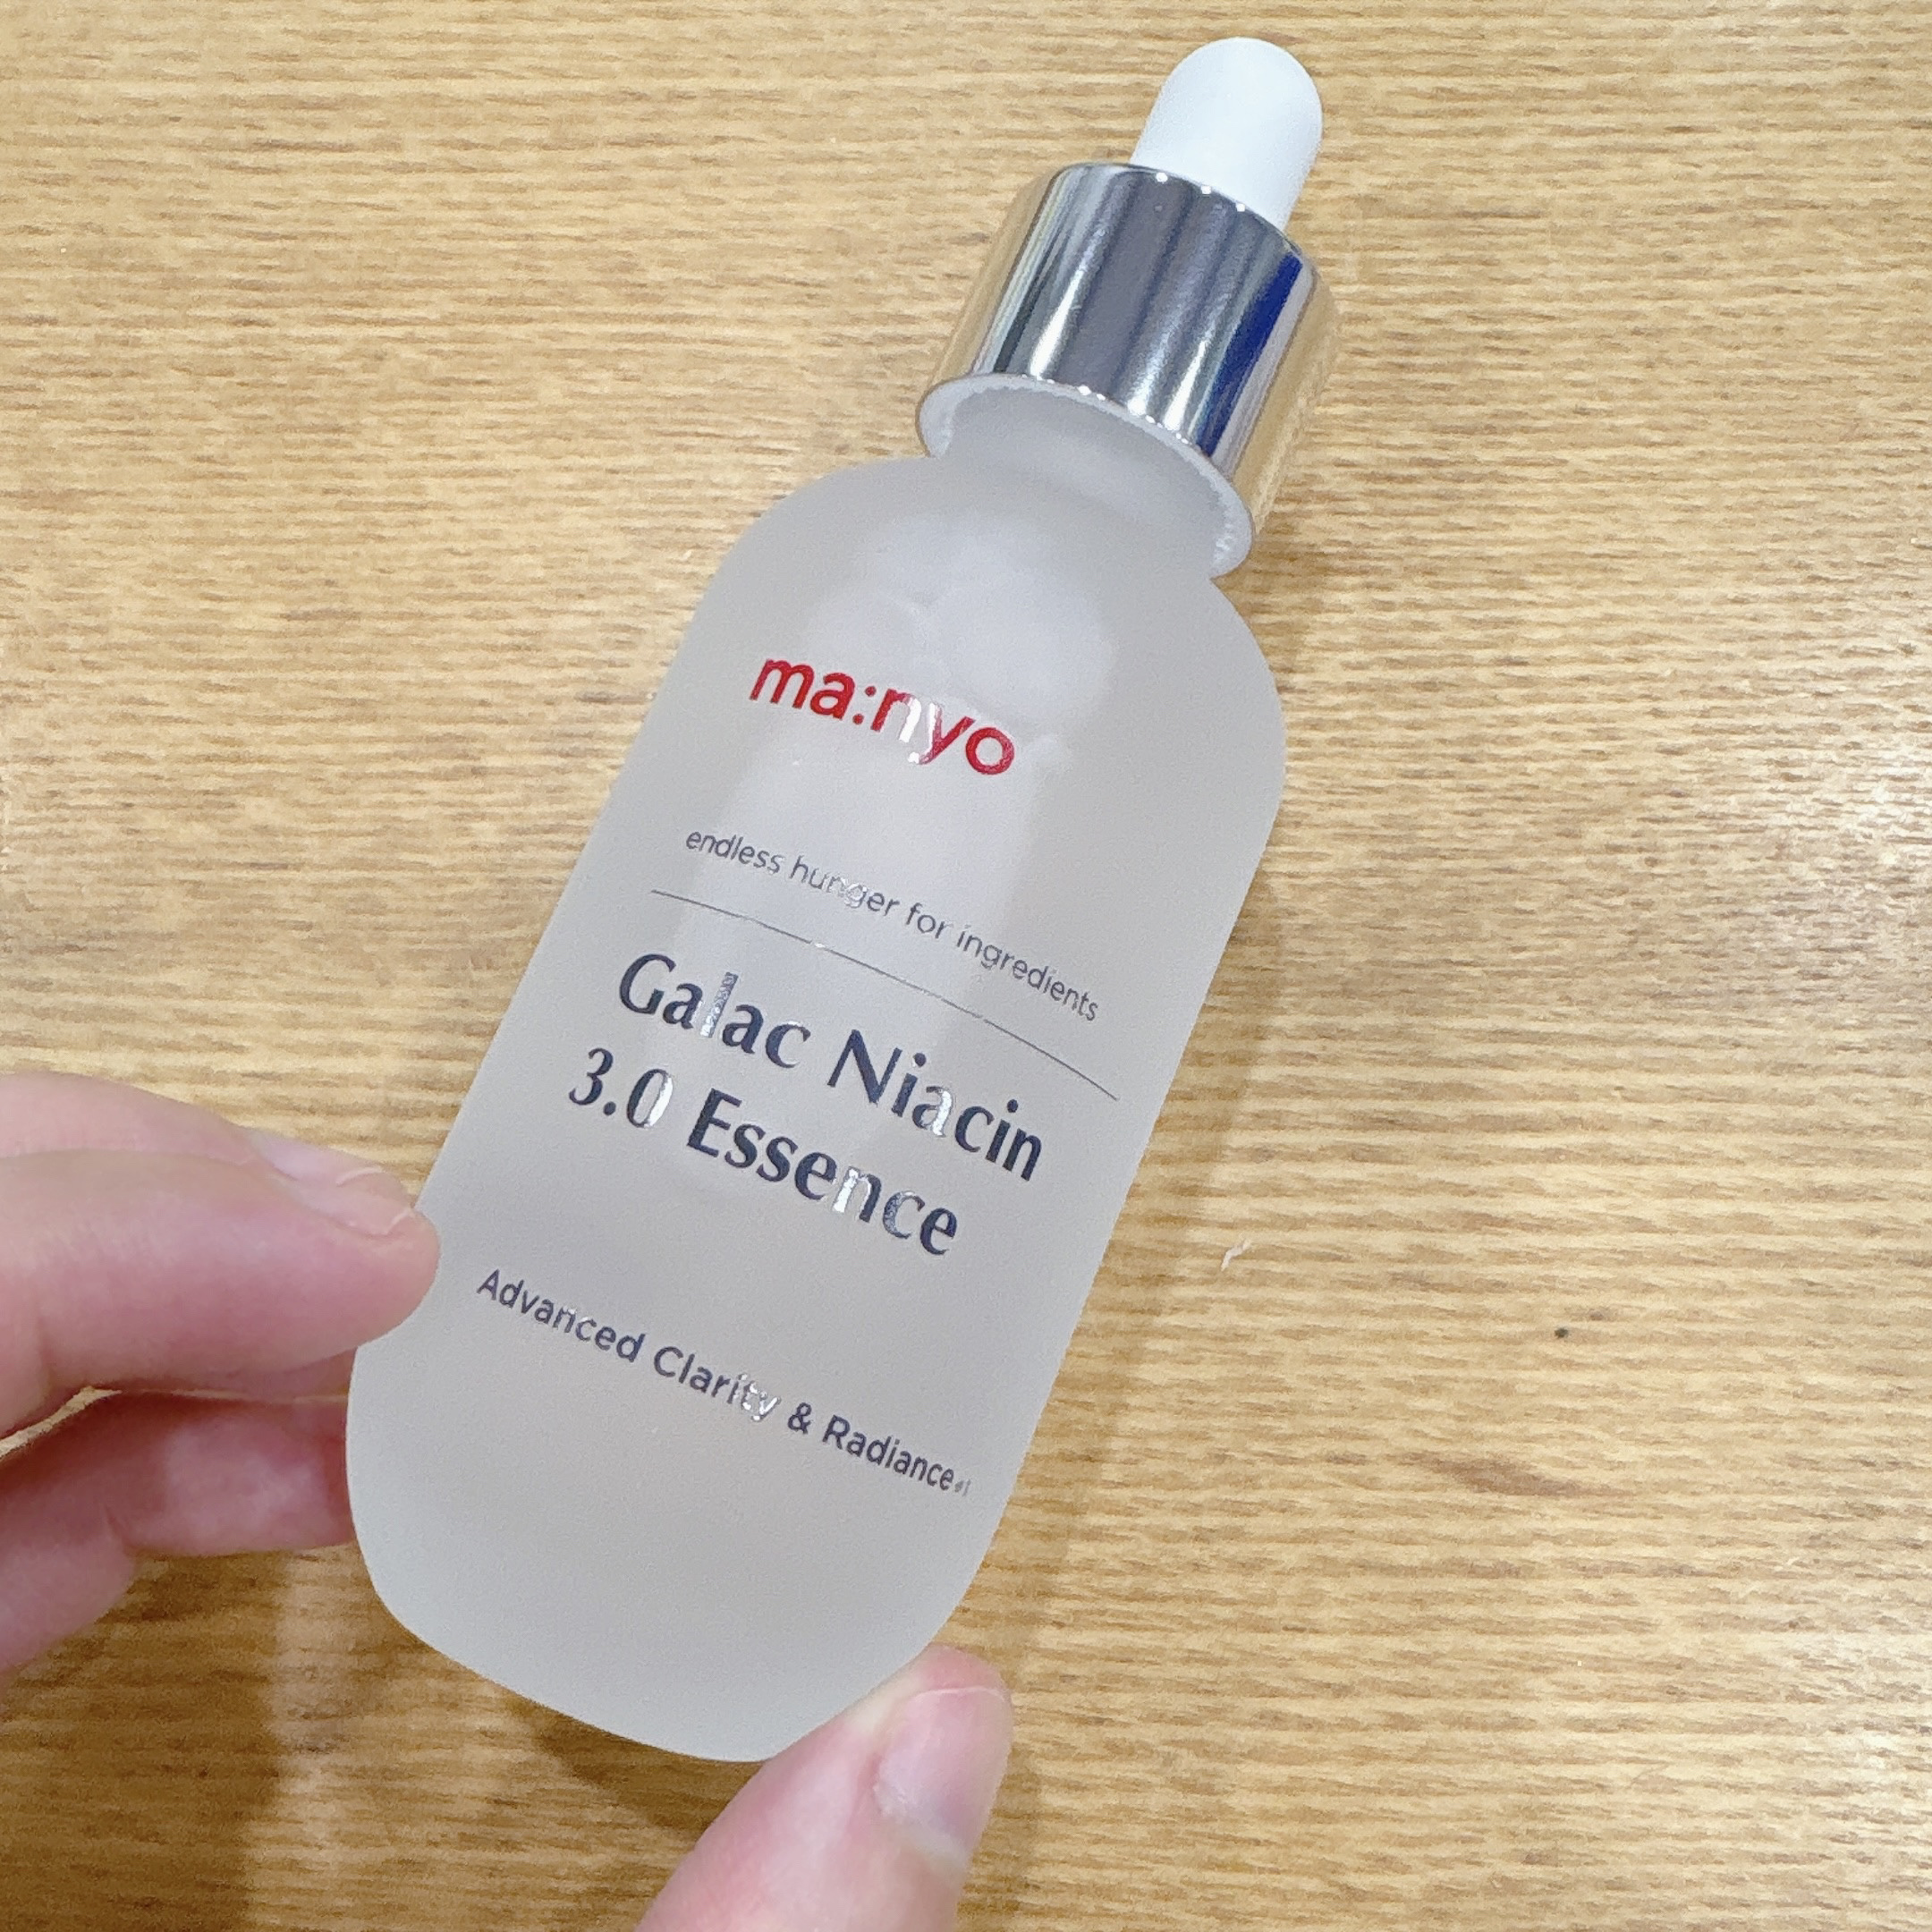 ma:nyo
endless hunger for ingredients
Galac Niacin
3.0 Essence
Advanced Clarity & Radiance